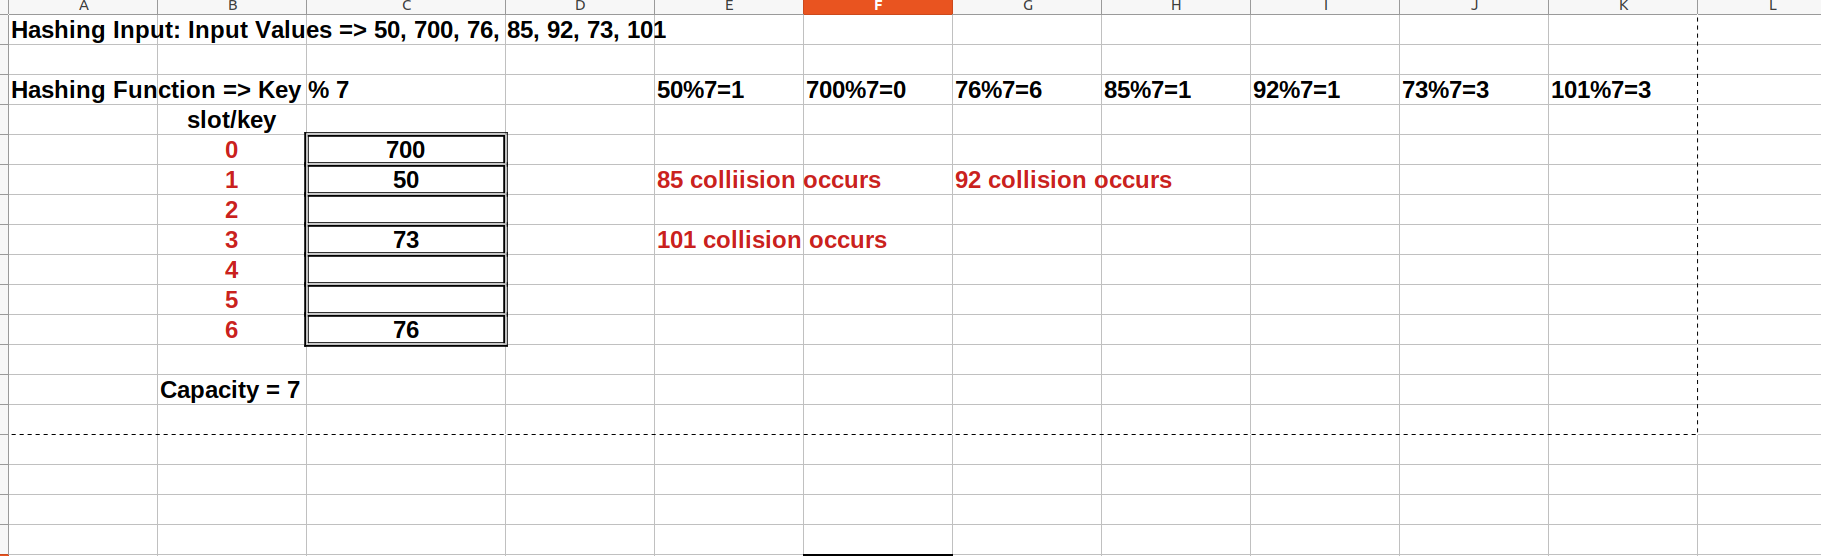 A B C D E F G H I J K L
Hashing Input: Input Values => 50, 700, 76, 85, 92, 73, 101
Hashing Function => Key % 7 50%7=1 700%7=0 76%7=6 85%7=1 92%7=1 73%7=3 101%7=3
slot/key
0 700
1 50 85 colliision occurs 92 collision occurs
2
3 73 101 collision occurs
4
5
6 76
Capacity = 7